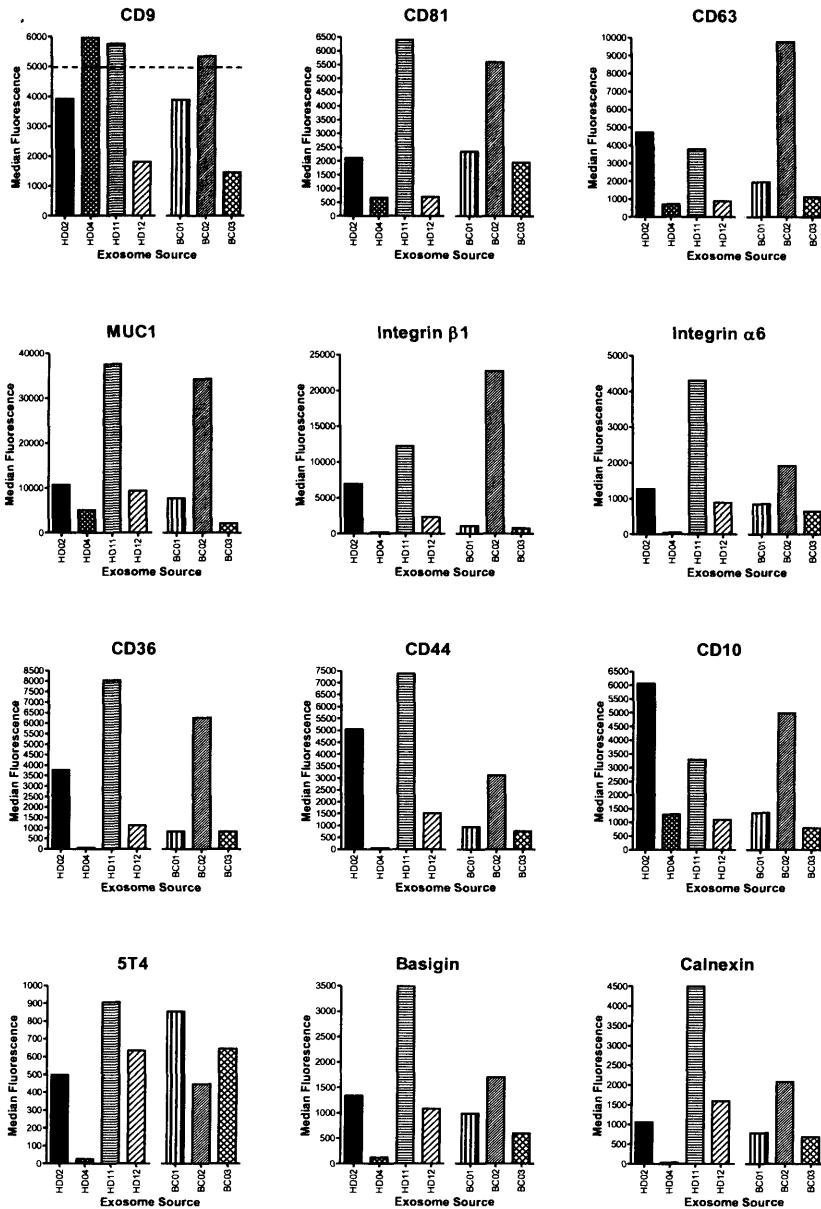 CD9
Median Fluorescence
6000
5000
4000
3000
2000
1000
0
HD02
HD04
HD11
HD12
BC01
BC02
BC03
Exosome Source
CD81
Median Fluorescence
6500
6000
5500
5000
4500
4000
3500
3000
2500
2000
1500
1000
500
0
HD02
HD04
HD11
HD12
BC01
BC02
BC03
Exosome Source
CD63
Median Fluorescence
10000
9000
8000
7000
6000
5000
4000
3000
2000
1000
0
HD02
HD04
HD11
HD12
BC01
BC02
BC03
Exosome Source
MUC1
Median Fluorescence
40000
30000
20000
10000
0
HD02
HD04
HD11
HD12
BC01
BC02
BC03
Exosome Source
Integrin β1
Median Fluorescence
25000
20000
15000
10000
5000
0
HD02
HD04
HD11
HD12
BC01
BC02
BC03
Exosome Source
Integrin α6
Median Fluorescence
5000
4000
3000
2000
1000
0
HD02
HD04
HD11
HD12
BC01
BC02
BC03
Exosome Source
CD36
Median Fluorescence
8500
8000
7500
7000
6500
6000
5500
5000
4500
4000
3500
3000
2500
2000
1500
1000
500
0
HD02
HD04
HD11
HD12
BC01
BC02
BC03
Exosome Source
CD44
Median Fluorescence
7500
7000
6500
6000
5500
5000
4500
4000
3500
3000
2500
2000
1500
1000
500
0
HD02
HD04
HD11
HD12
BC01
BC02
BC03
Exosome Source
CD10
Median Fluorescence
6500
6000
5500
5000
4500
4000
3500
3000
2500
2000
1500
1000
500
0
HD02
HD04
HD11
HD12
BC01
BC02
BC03
Exosome Source
5T4
Median Fluorescence
1000
900
800
700
600
500
400
300
200
100
0
HD02
HD04
HD11
HD12
BC01
BC02
BC03
Exosome Source
Basigin
Median Fluorescence
3500
3000
2500
2000
1500
1000
500
0
HD02
HD04
HD11
HD12
BC01
BC02
BC03
Exosome Source
Calnexin
Median Fluorescence
4500
4000
3500
3000
2500
2000
1500
1000
500
0
HD02
HD04
HD11
HD12
BC01
BC02
BC03
Exosome Source